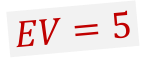 EV = 5